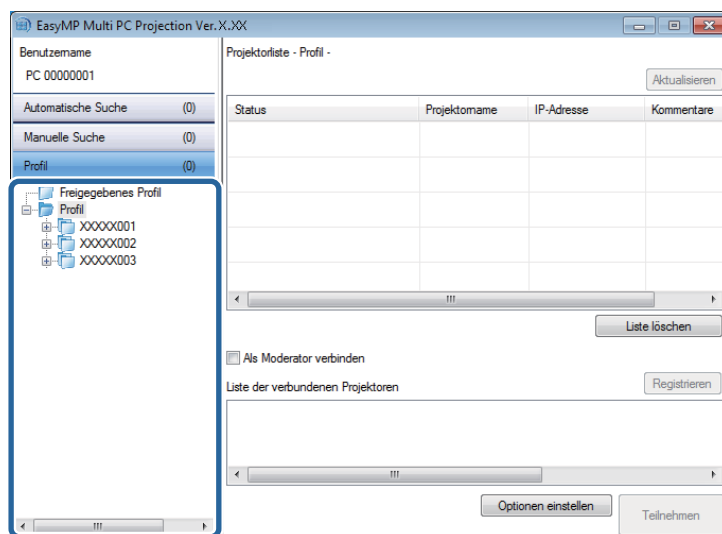 EasyMP Multi PC Projection Ver.X.XX
Benutzername
PC 00000001
Automatische Suche (0)
Manuelle Suche (0)
Profil (0)
Freigegebenes Profil
Profil
XXXXX001
XXXXX002
XXXXX003
Projektorliste - Profil -
Aktualisieren
Status Projektorname IP-Adresse Kommentare
Liste löschen
Als Moderator verbinden
Liste der verbundenen Projektoren
Registrieren
Optionen einstellen
Teilnehmen